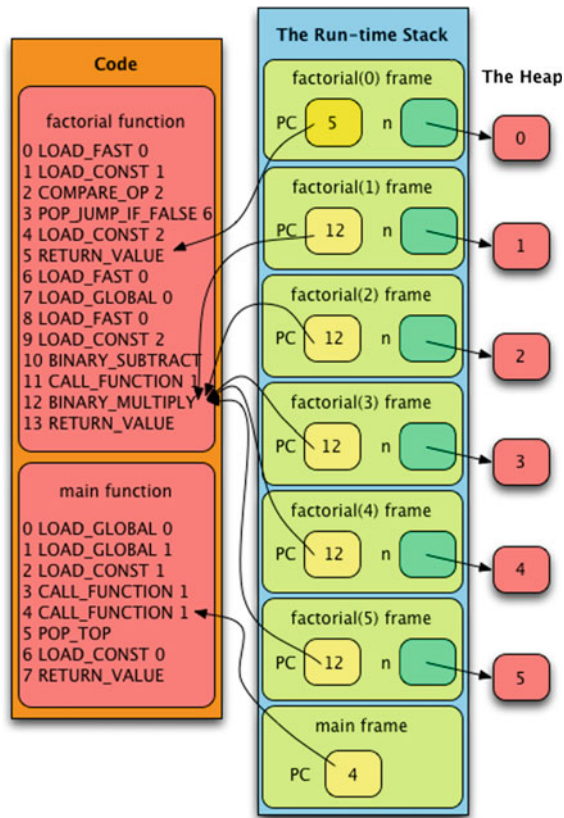 Code
factorial function
0 LOAD_FAST 0
1 LOAD_CONST 1
2 COMPARE_OP 2
3 POP_JUMP_IF_FALSE 6
4 LOAD_CONST 2
5 RETURN_VALUE
6 LOAD_FAST 0
7 LOAD_GLOBAL 0
8 LOAD_FAST 0
9 LOAD_CONST 2
10 BINARY_SUBTRACT
11 CALL_FUNCTION 1
12 BINARY_MULTIPLY
13 RETURN_VALUE
main function
0 LOAD_GLOBAL 0
1 LOAD_GLOBAL 1
2 LOAD_CONST 1
3 CALL_FUNCTION 1
4 CALL_FUNCTION 1
5 POP_TOP
6 LOAD_CONST 0
7 RETURN_VALUE
The Run-time Stack
factorial(0) frame
PC 5 n
factorial(1) frame
PC 12 n
factorial(2) frame
PC 12 n
factorial(3) frame
PC 12 n
factorial(4) frame
PC 12 n
factorial(5) frame
PC 12 n
main frame
PC 4
The Heap
0
1
2
3
4
5